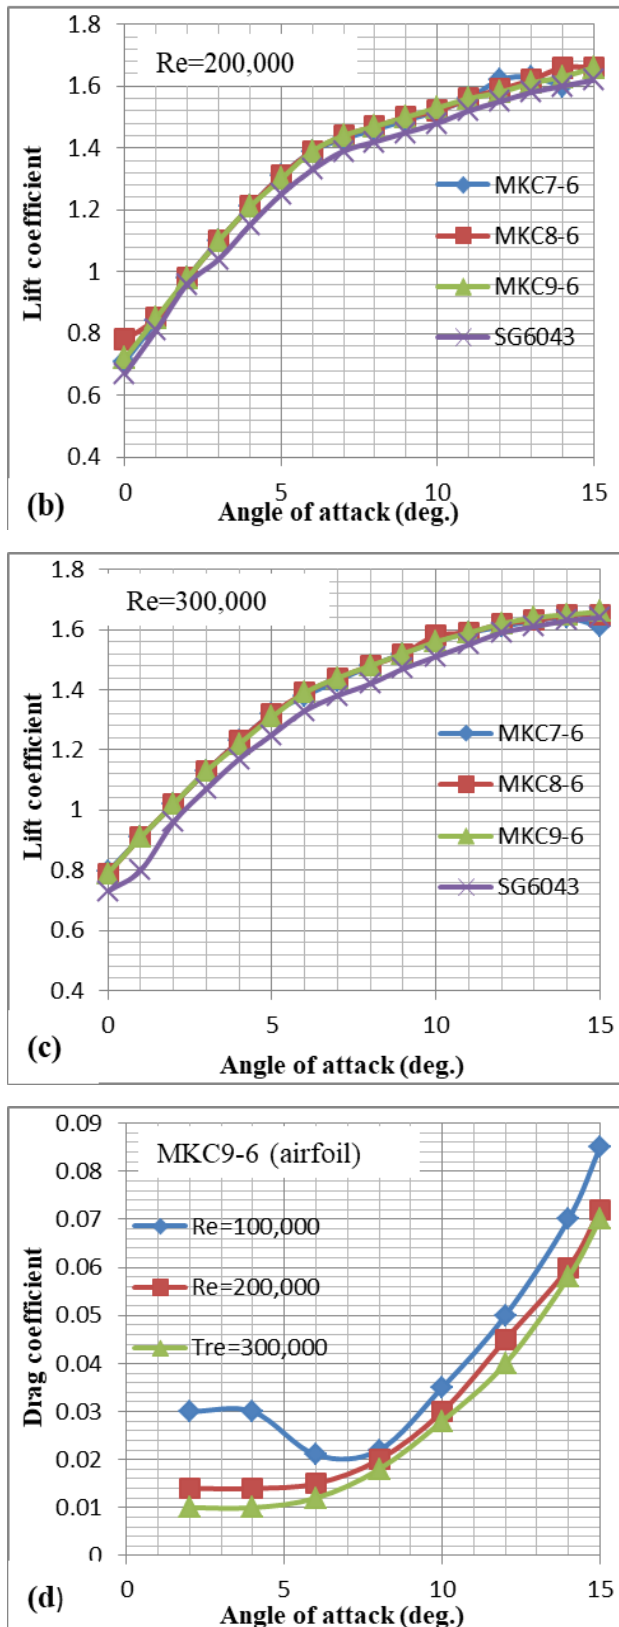 Re=200,000
Lift coefficient
1.8
1.6
1.4
1.2
1
0.8
0.6
0.4
MKC7-6
MKC8-6
MKC9-6
SG6043
0 5 10 15
(b) Angle of attack (deg.)
Re=300,000
Lift coefficient
1.8
1.6
1.4
1.2
1
0.8
0.6
0.4
MKC7-6
MKC8-6
MKC9-6
SG6043
0 5 10 15
(c) Angle of attack (deg.)
MKC9-6 (airfoil)
Drag coefficient
0.09
0.08
0.07
0.06
0.05
0.04
0.03
0.02
0.01
0
Re=100,000
Re=200,000
Tre=300,000
0 5 10 15
(d) Angle of attack (deg.)